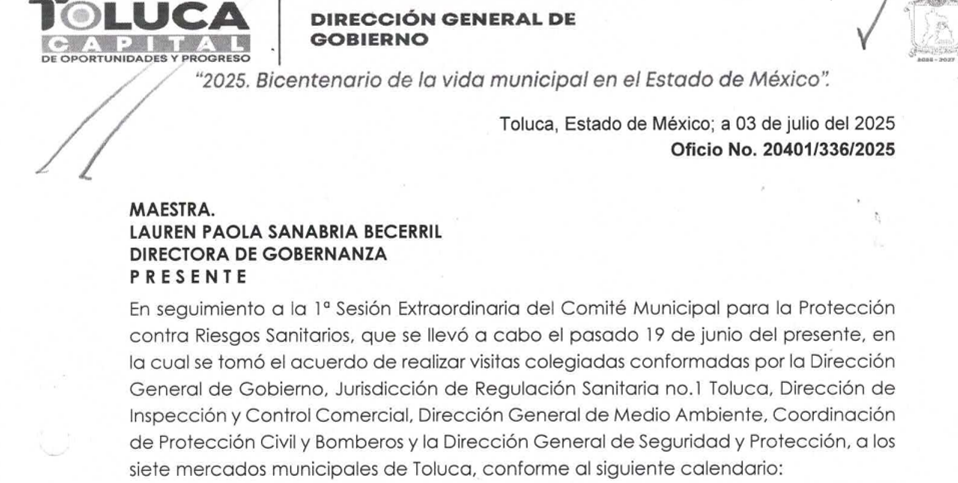 TOLUCA
CAPITAL
DE OPORTUNIDADES Y PROGRESO
DIRECCIÓN GENERAL DE
GOBIERNO
2025 - 2027
“2025. Bicentenario de la vida municipal en el Estado de México”.
Toluca, Estado de México; a 03 de julio del 2025
Oficio No. 20401/336/2025
MAESTRA.
LAUREN PAOLA SANABRIA BECERRIL
DIRECTORA DE GOBERNANZA
P R E S E N T E
En seguimiento a la 1ª Sesión Extraordinaria del Comité Municipal para la Protección
contra Riesgos Sanitarios, que se llevó a cabo el pasado 19 de junio del presente, en
la cual se tomó el acuerdo de realizar visitas colegiadas conformadas por la Dirección
General de Gobierno, Jurisdicción de Regulación Sanitaria no.1 Toluca, Dirección de
Inspección y Control Comercial, Dirección General de Medio Ambiente, Coordinación
de Protección Civil y Bomberos y la Dirección General de Seguridad y Protección, a los
siete mercados municipales de Toluca, conforme al siguiente calendario: